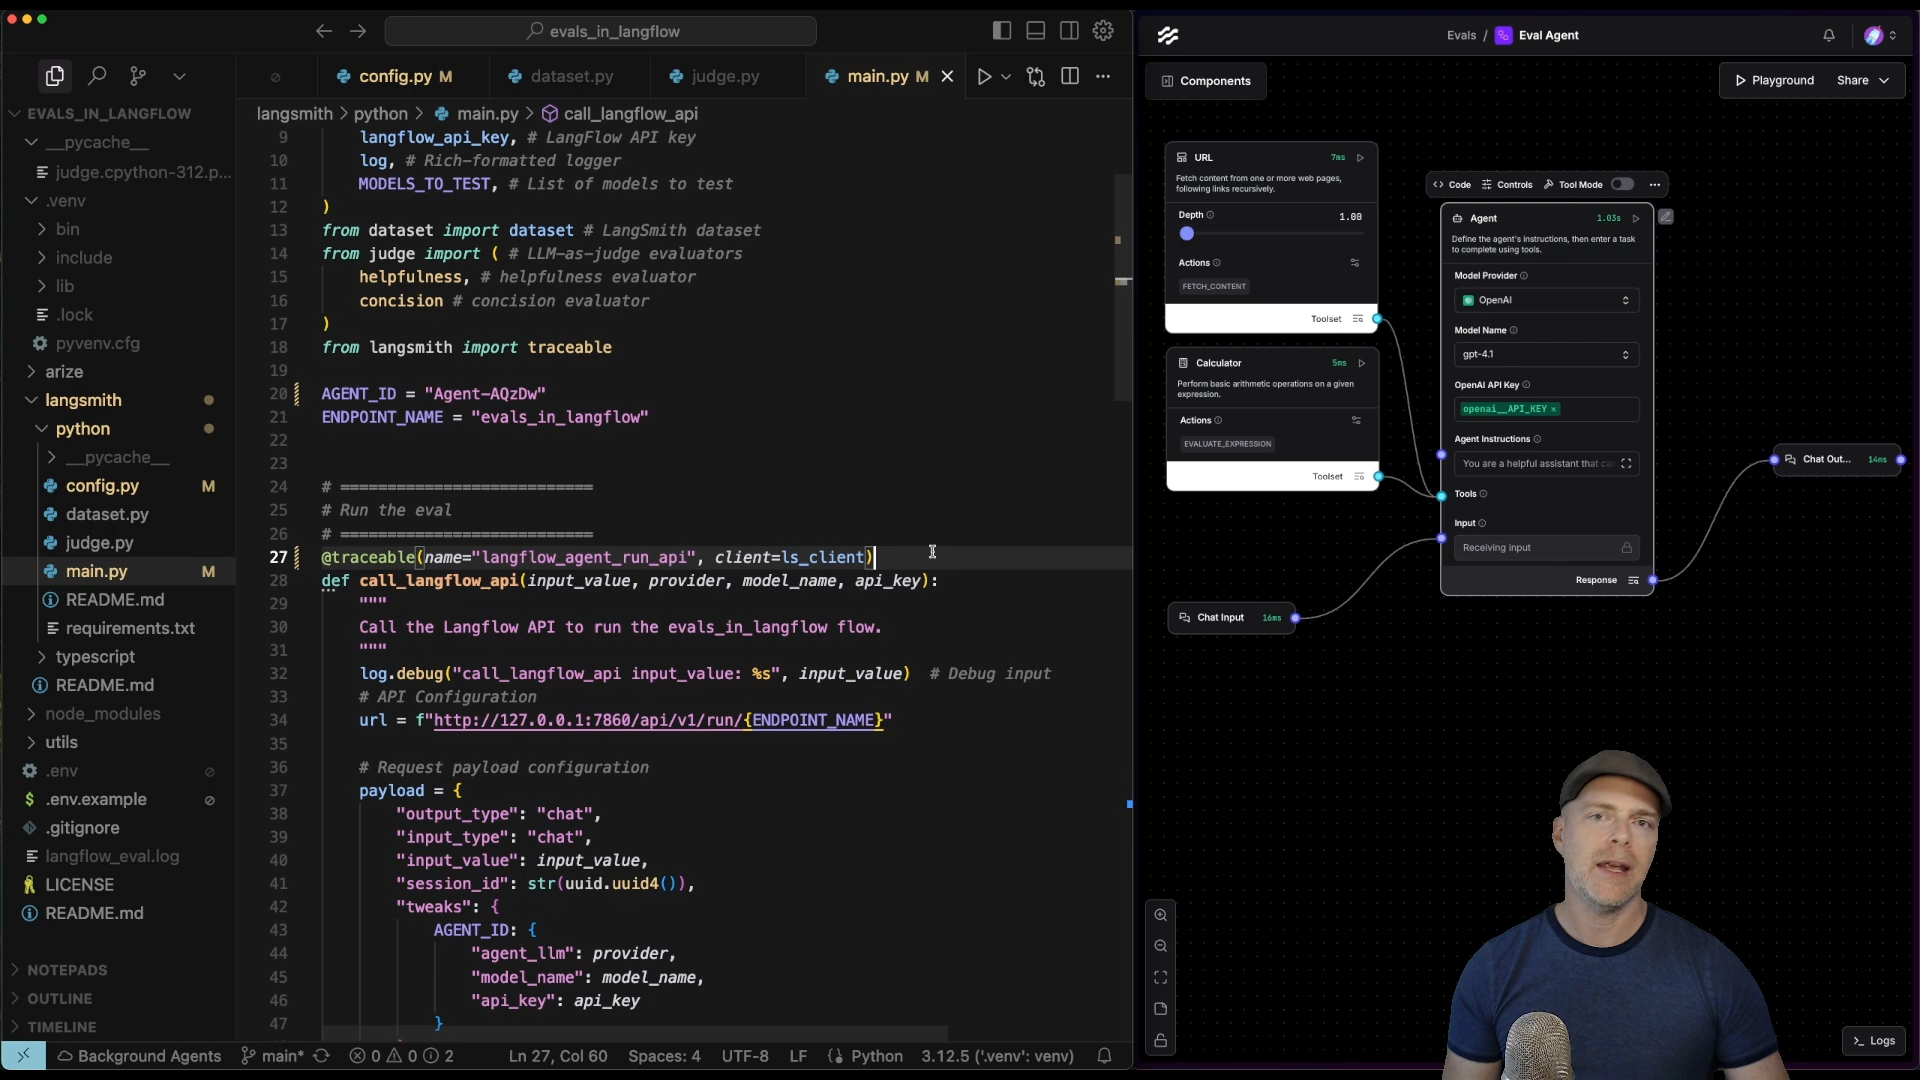 evals_in_langflow
config.py M
dataset.py
judge.py
main.py M
EVALS_IN_LANGFLOW
__pycache__
judge.cpython-312.p...
.venv
bin
include
lib
.lock
pyvenv.cfg
arize
langsmith
python
__pycache__
config.py M
dataset.py
judge.py
main.py M
README.md
requirements.txt
typescript
README.md
node_modules
utils
.env
$ .env.example
.gitignore
langflow_eval.log
LICENSE
README.md
NOTEPADS
OUTLINE
TIMELINE
langsmith > python > main.py > call_langflow_api
9 langflow_api_key, # LangFlow API key
10 log, # Rich-formatted logger
11 MODELS_TO_TEST, # List of models to test
12 )
13 from dataset import dataset # LangSmith dataset
14 from judge import ( # LLM-as-judge evaluators
15 helpfulness, # helpfulness evaluator
16 concision # concision evaluator
17 )
18 from langsmith import traceable
19
20 AGENT_ID = "Agent-AQzDw"
21 ENDPOINT_NAME = "evals_in_langflow"
22
23
24 # ===========================
25 # Run the eval
26 # ===========================
27 @traceable(name="langflow_agent_run_api", client=ls_client)
28 def call_langflow_api(input_value, provider, model_name, api_key):
29 """
30 Call the Langflow API to run the evals_in_langflow flow.
31 """
32 log.debug("call_langflow_api input_value: %s", input_value) # Debug input
33 # API Configuration
34 url = f"http://127.0.0.1:7860/api/v1/run/{ENDPOINT_NAME}"
35
36 # Request payload configuration
37 payload = {
38 "output_type": "chat",
39 "input_type": "chat",
40 "input_value": input_value,
41 "session_id": str(uuid.uuid4()),
42 "tweaks": {
43 AGENT_ID: {
44 "agent_llm": provider,
45 "model_name": model_name,
46 "api_key": api_key
47 }
Background Agents main* 0 0 2 Ln 27, Col 60 Spaces: 4 UTF-8 LF Python 3.12.5 ('.venv': venv)
Evals / Eval Agent
Components
Playground Share
URL 7ms
Fetch content from one or more web pages,
following links recursively.
Depth 1.00
Actions
FETCH_CONTENT
Toolset
Calculator 5ms
Perform basic arithmetic operations on a given
expression.
Actions
EVALUATE_EXPRESSION
Toolset
Chat Input 16ms
Code Controls Tool Mode
Agent 1.03s
Define the agent's instructions, then enter a task
to complete using tools.
Model Provider
OpenAI
Model Name
gpt-4.1
OpenAI API Key
openai__API_KEY ×
Agent Instructions
You are a helpful assistant that can
Tools
Input
Receiving input
Response
Chat Out... 14ms
>_ Logs